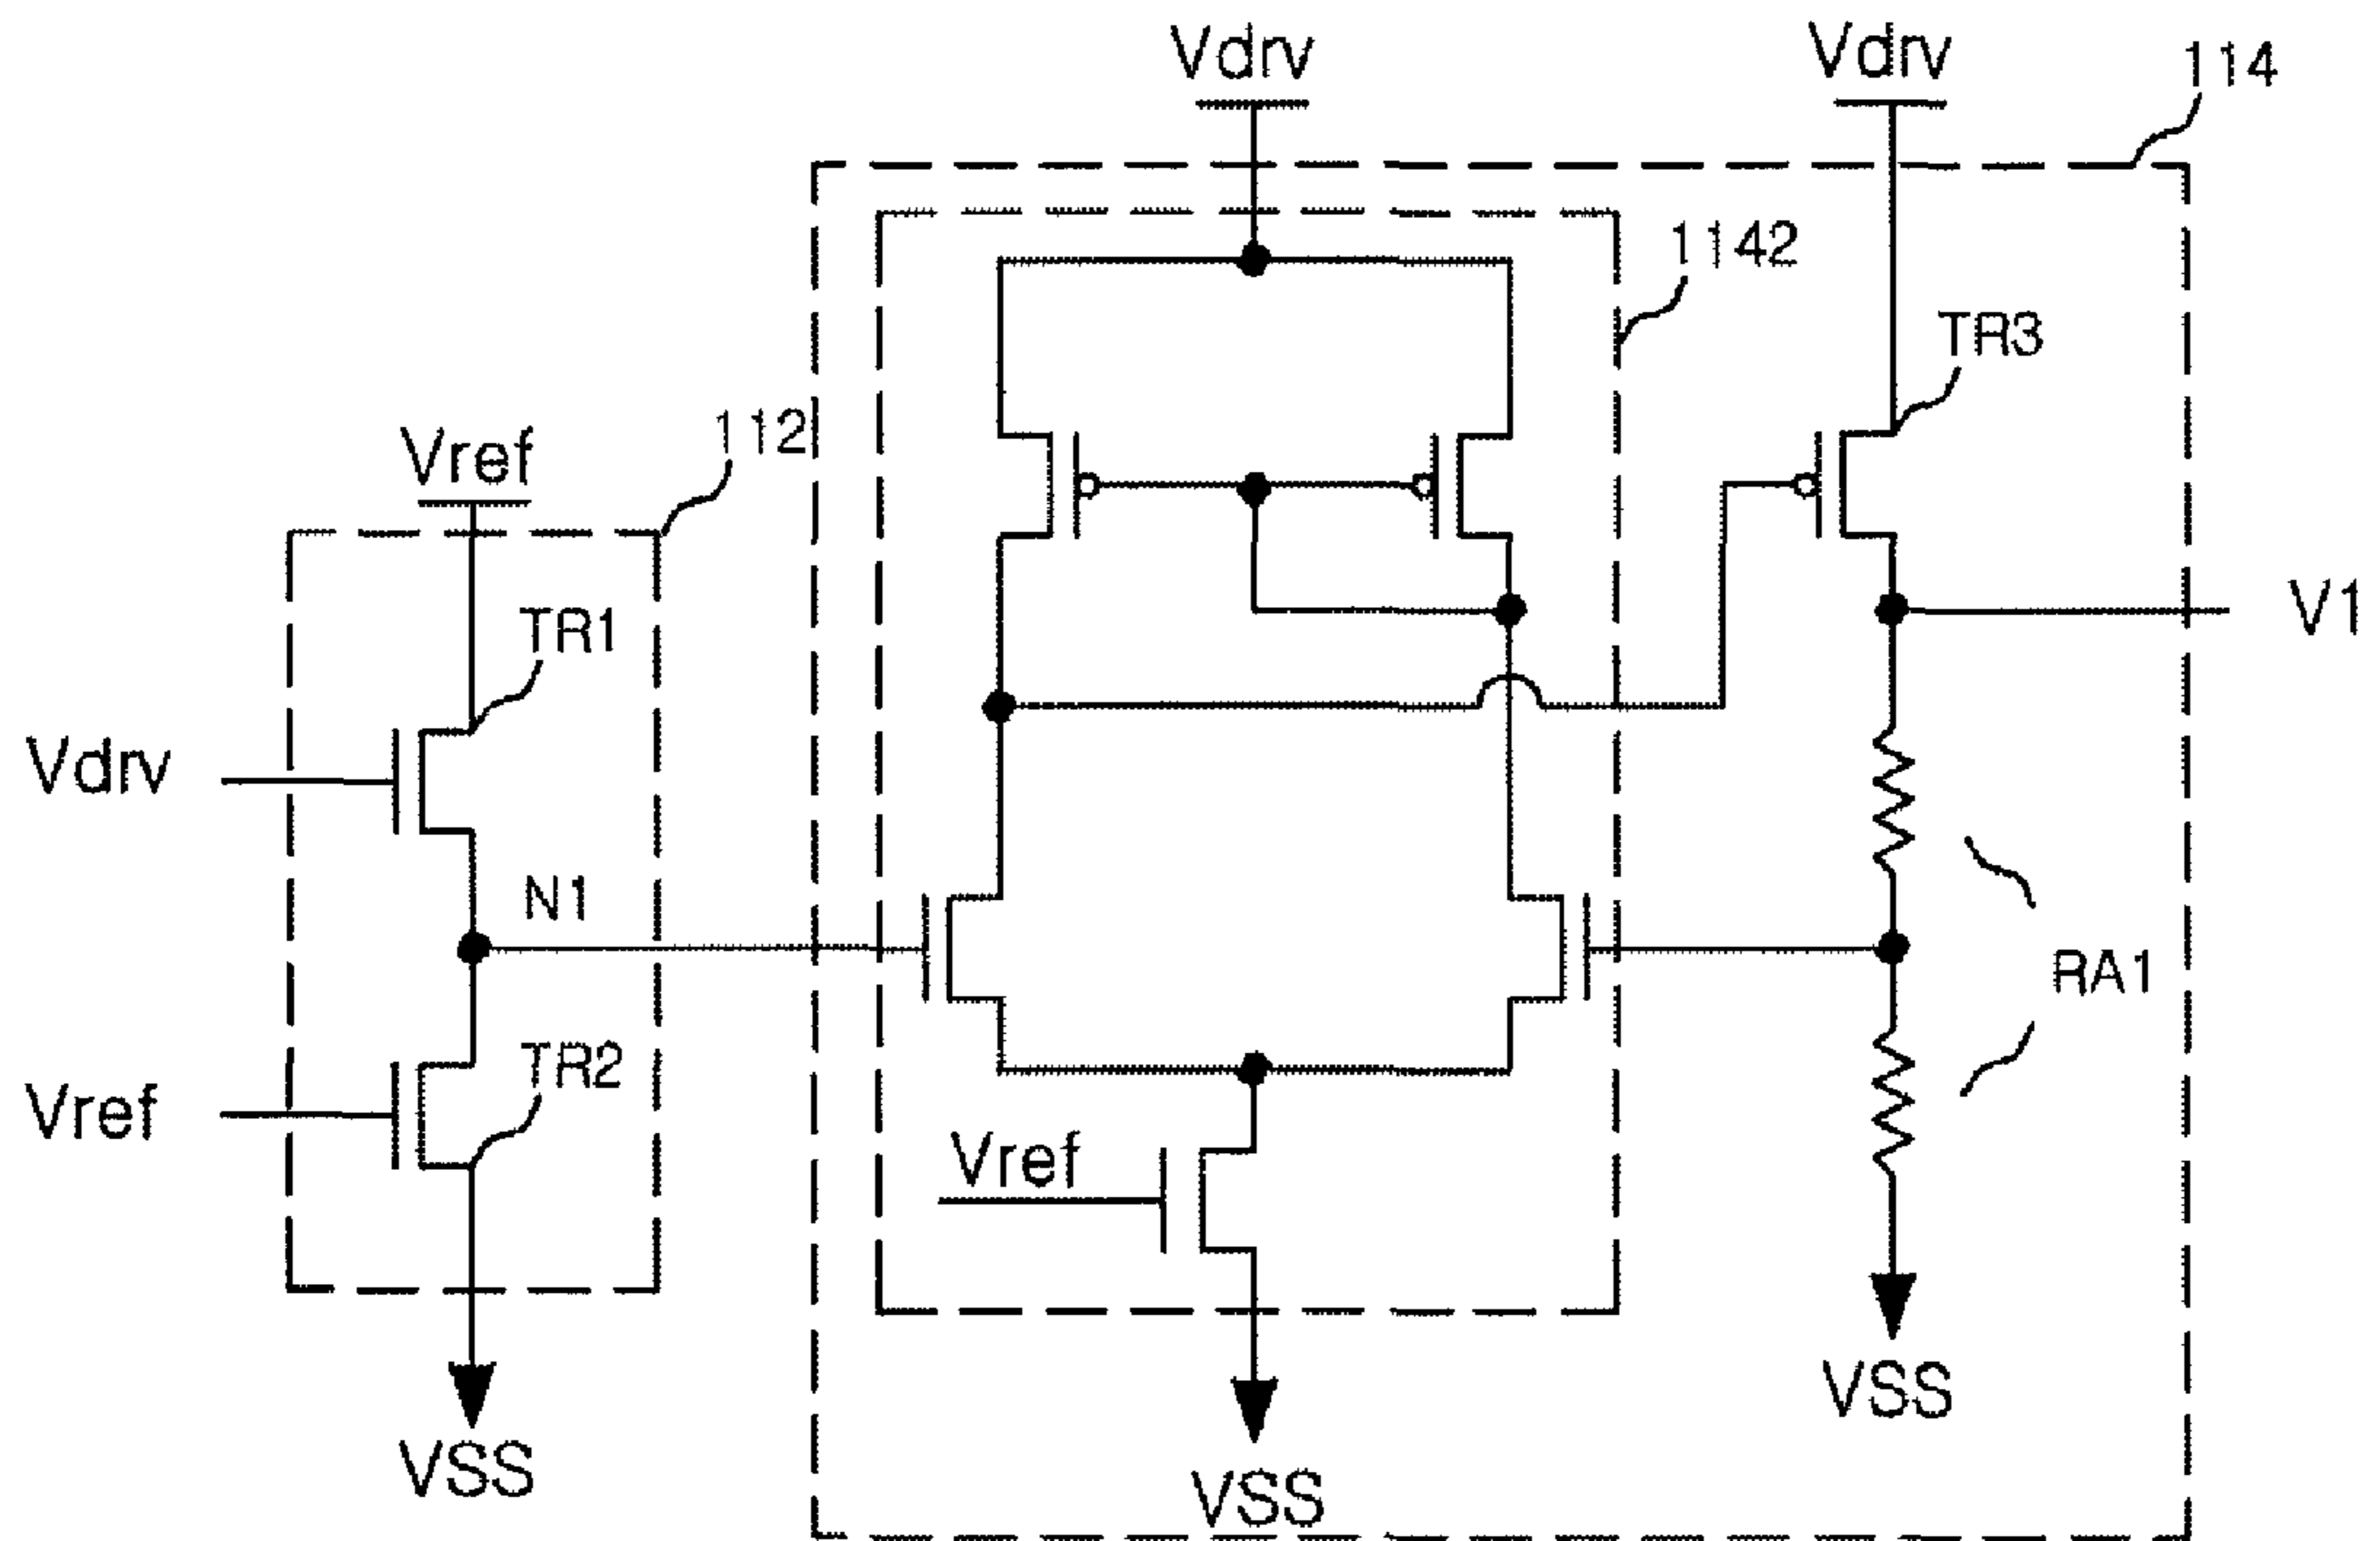 Vdrv
Vdrv
114
1142
TR3
112
Vref
V1
TR1
Vdrv
N1
RA1
TR2
Vref
Vref
VSS
VSS
VSS